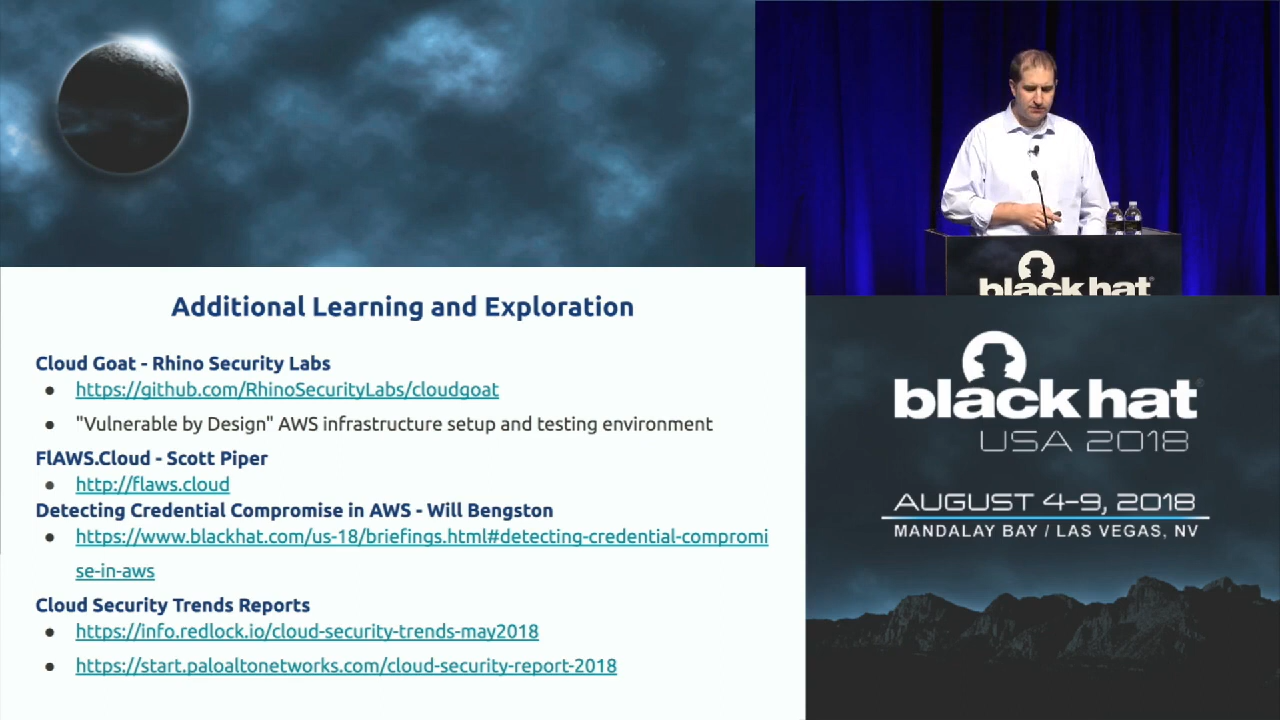 Additional Learning and Exploration
Cloud Goat - Rhino Security Labs
● https://github.com/RhinoSecurityLabs/cloudgoat
● "Vulnerable by Design" AWS infrastructure setup and testing environment
FlAWS.Cloud - Scott Piper
● http://flaws.cloud
Detecting Credential Compromise in AWS - Will Bengston
● https://www.blackhat.com/us-18/briefings.html#detecting-credential-compromi
se-in-aws
Cloud Security Trends Reports
● https://info.redlock.io/cloud-security-trends-may2018
● https://start.paloaltonetworks.com/cloud-security-report-2018
black hat
black hat
USA 2018
AUGUST 4-9, 2018
MANDALAY BAY / LAS VEGAS, NV